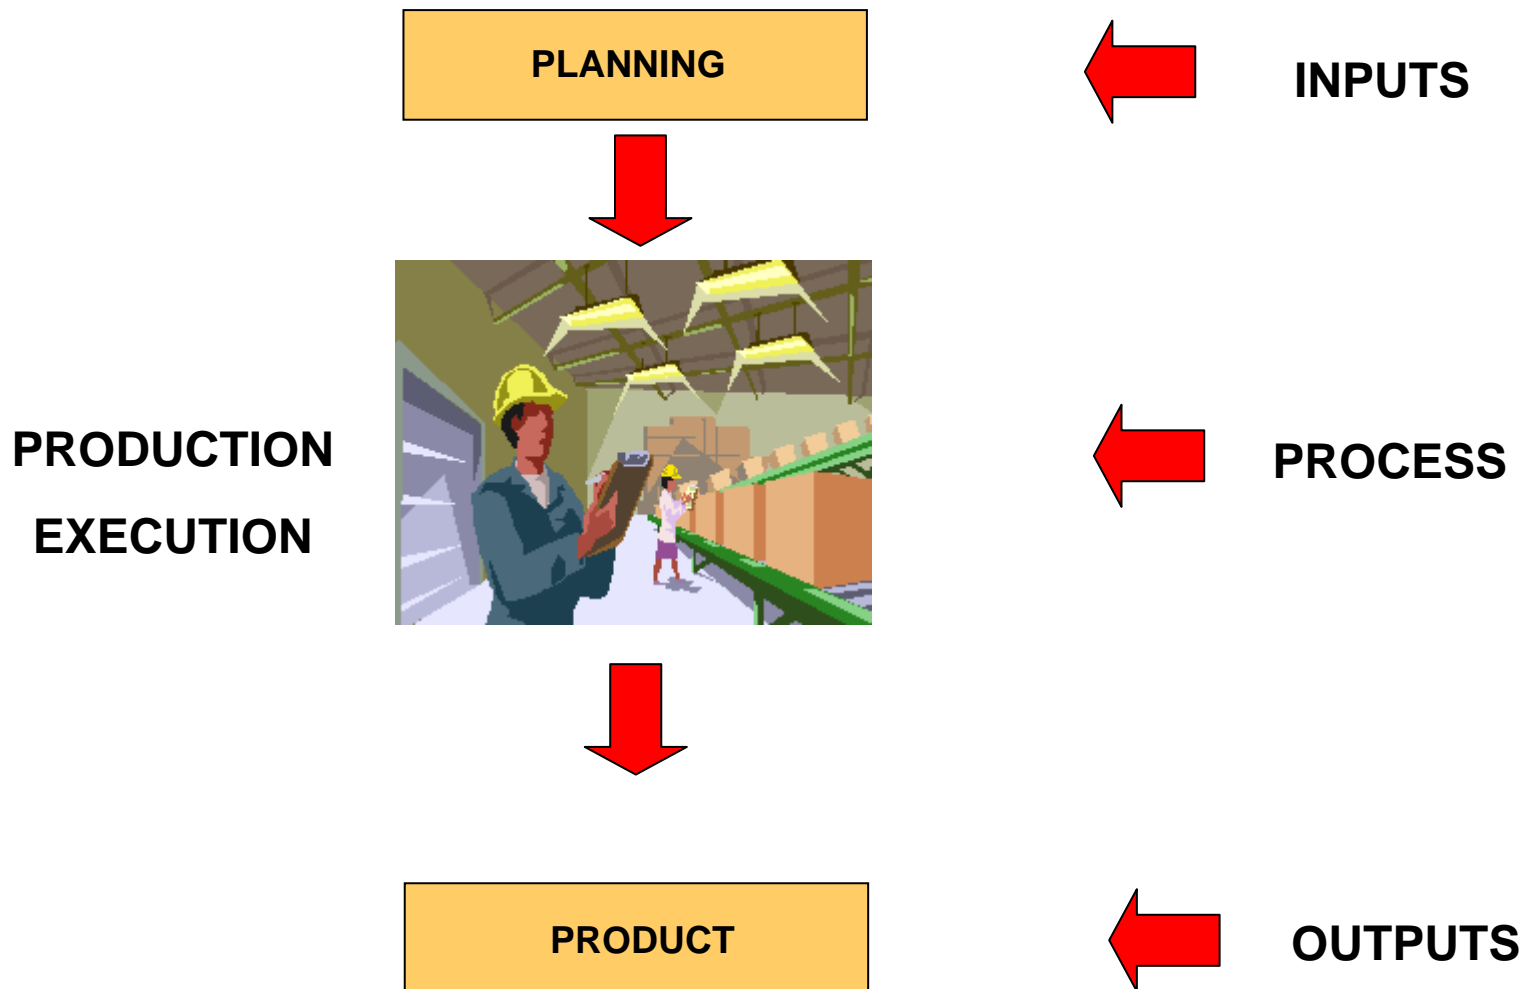 PLANNING
INPUTS
PRODUCTION
EXECUTION
PROCESS
PRODUCT
OUTPUTS